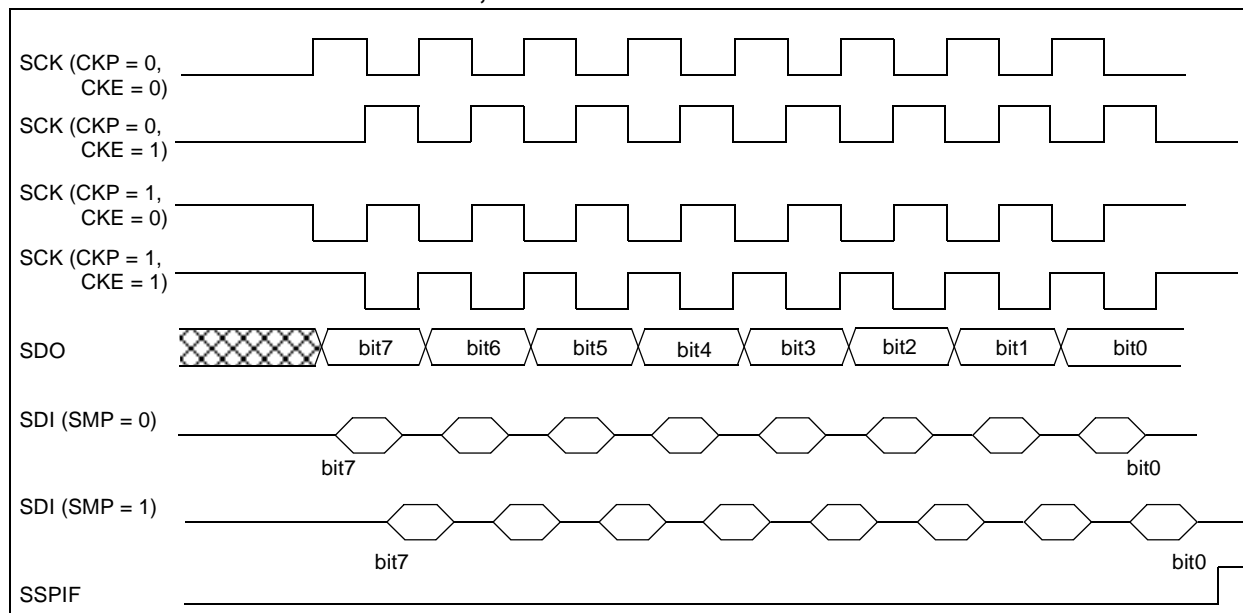 SCK (CKP = 0,
CKE = 0)
SCK (CKP = 0,
CKE = 1)
SCK (CKP = 1,
CKE = 0)
SCK (CKP = 1,
CKE = 1)
SDO bit7 bit6 bit5 bit4 bit3 bit2 bit1 bit0
SDI (SMP = 0)
bit7 bit0
SDI (SMP = 1)
bit7 bit0
SSPIF